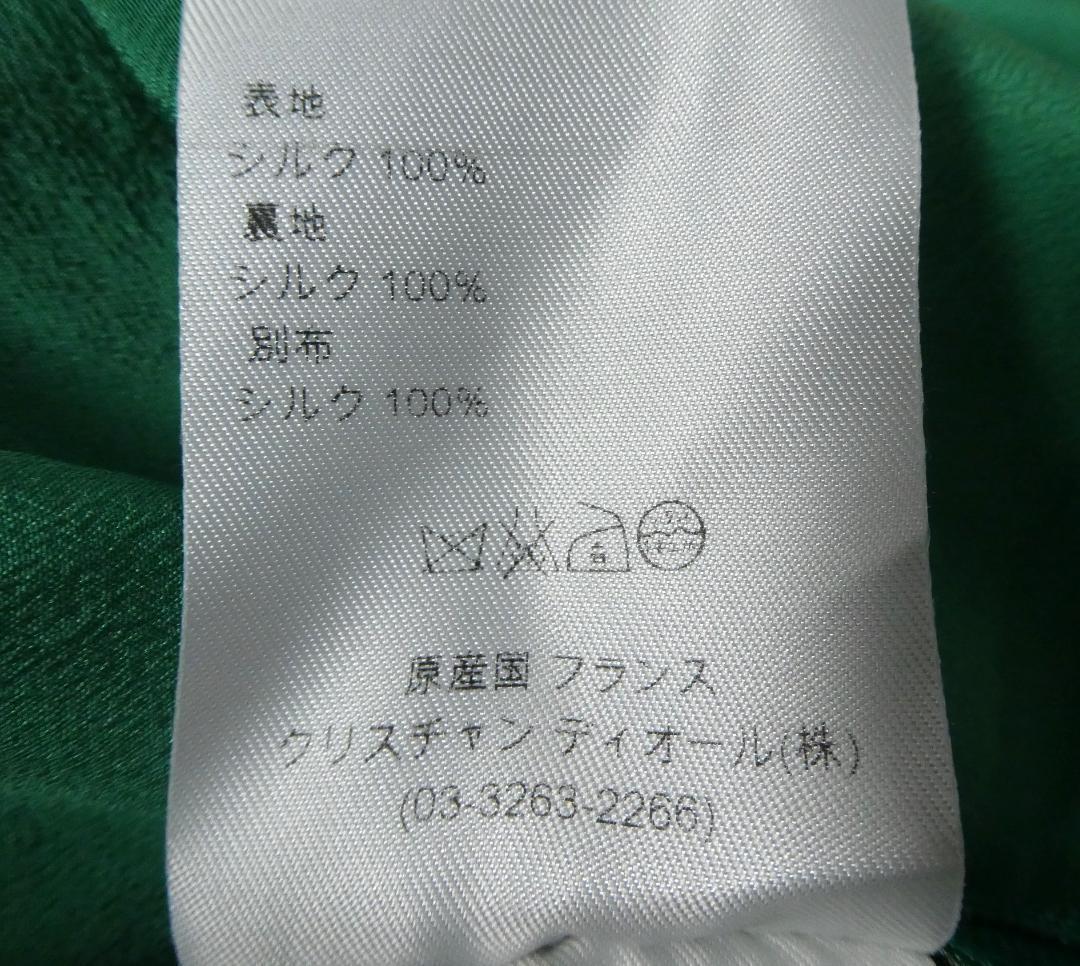 表地
シルク 100%
裏地
シルク 100%
別布
シルク 100%
原産国 フランス
クリスチャン ディオール(株)
(03-3263-2266)